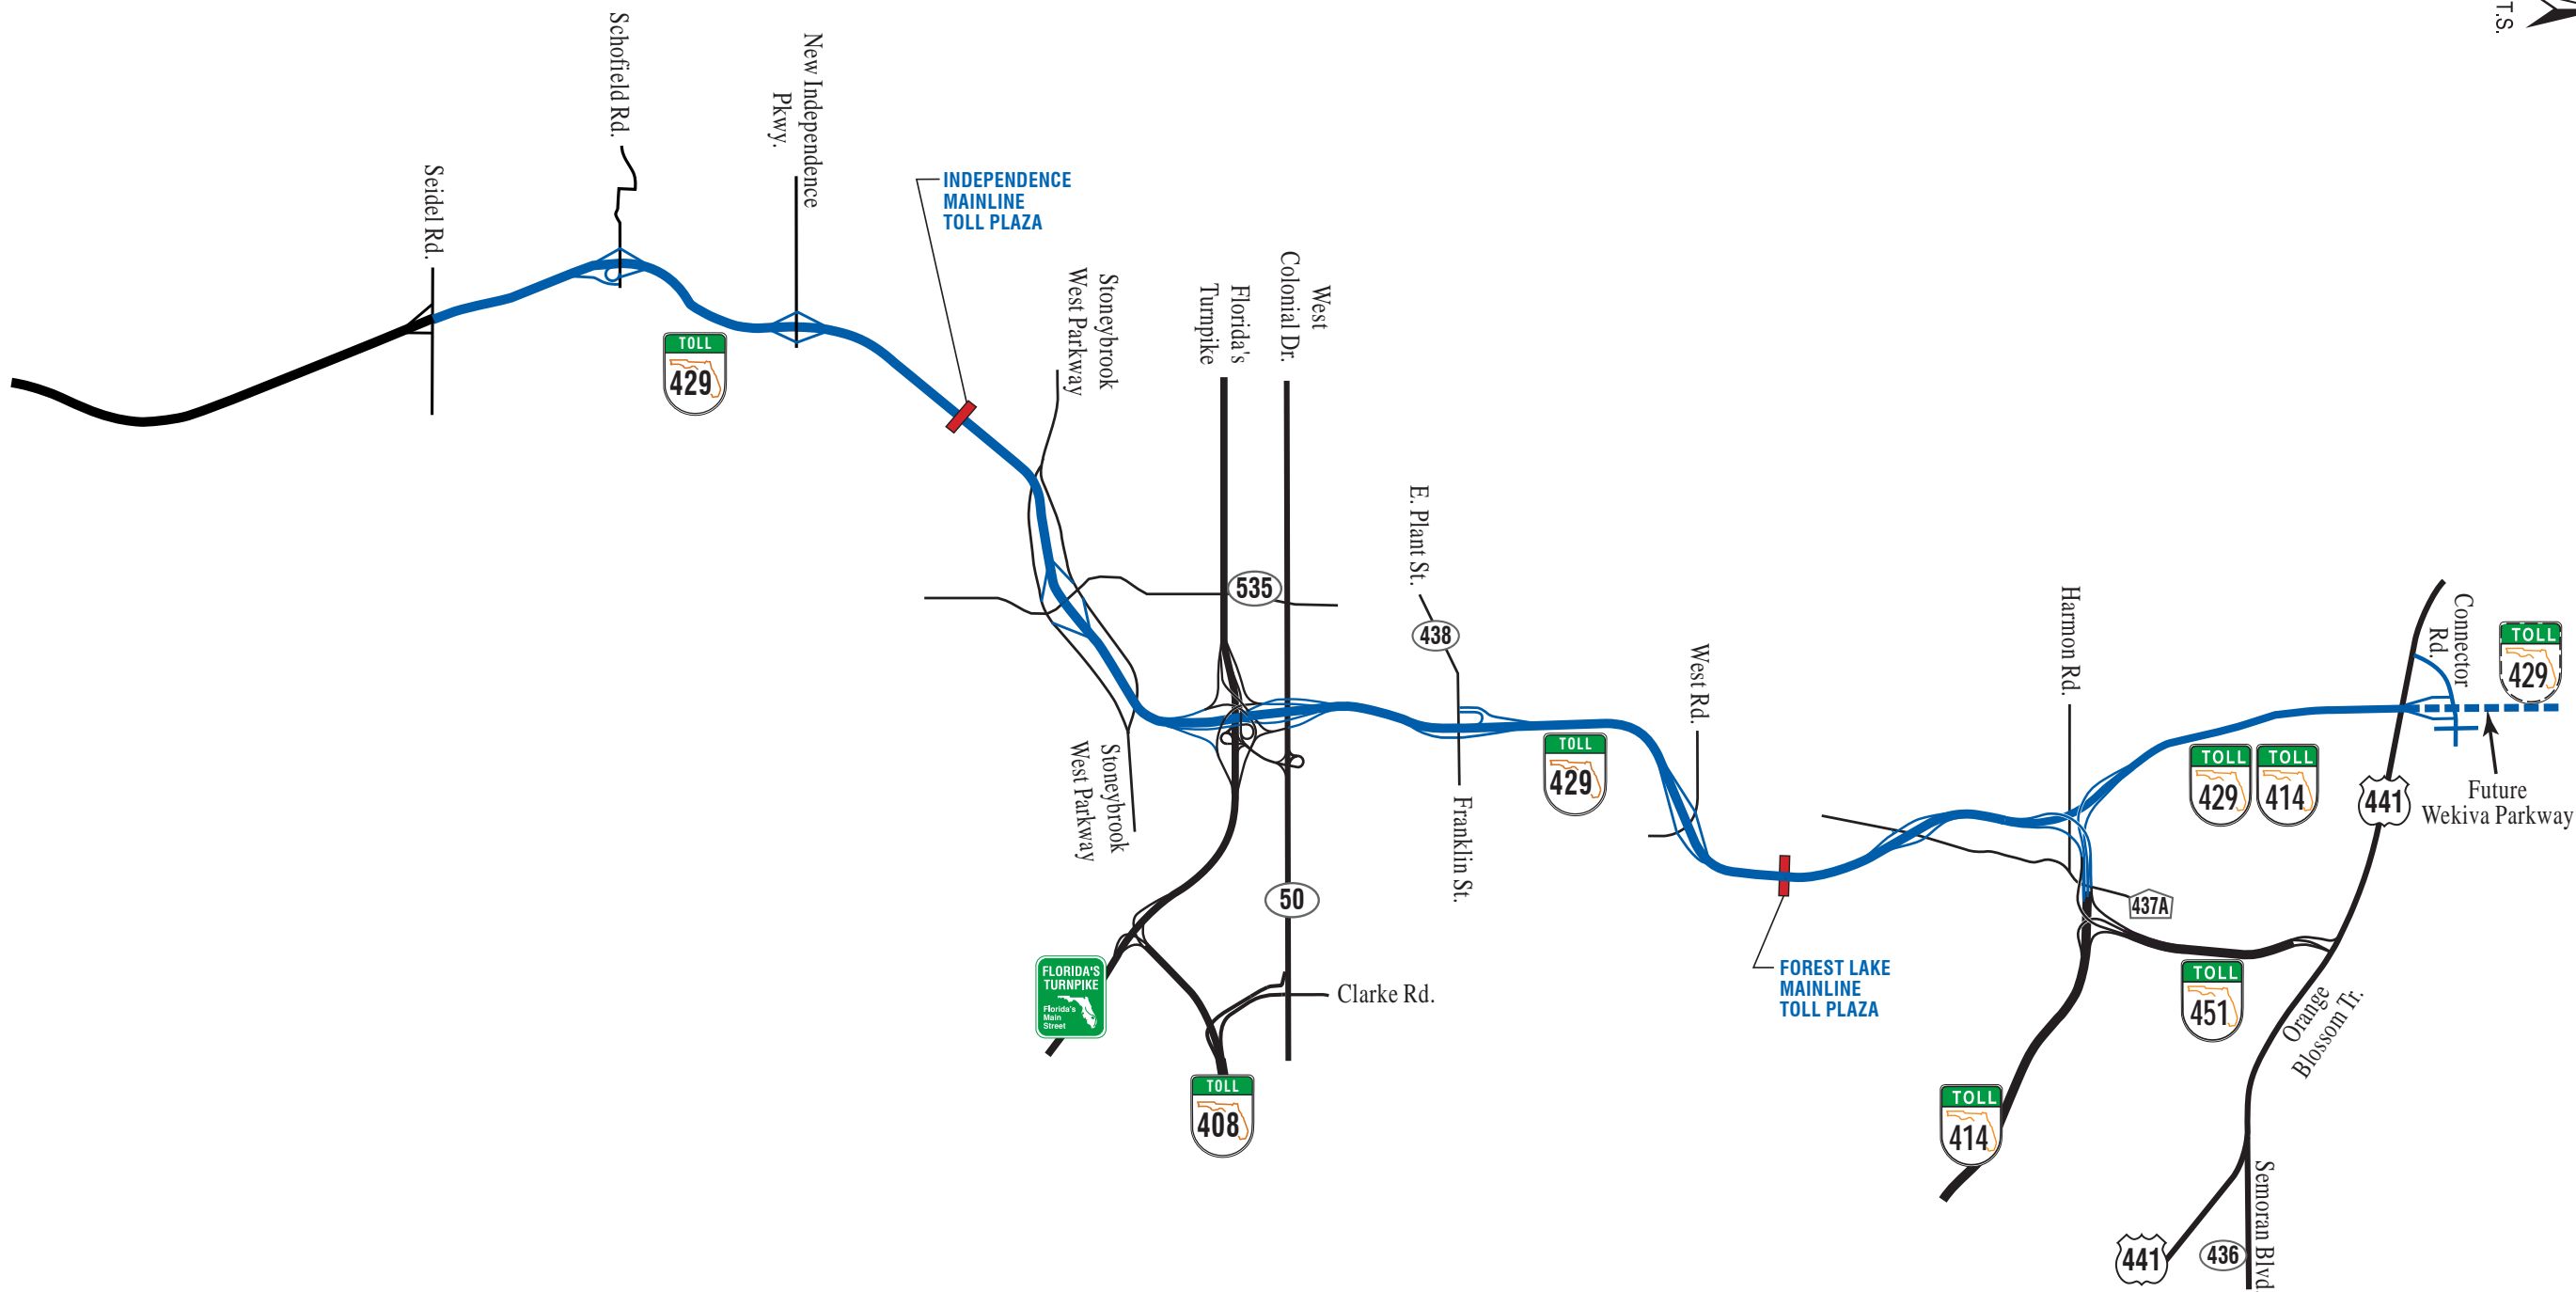 T.S.
Schofield Rd.
New Independence
Pkwy.
Seidel Rd.
INDEPENDENCE
MAINLINE
TOLL PLAZA
TOLL
429
Stoneybrook
West Parkway
Florida's
Turnpike
West
Colonial Dr.
535
E. Plant St.
438
Franklin St.
TOLL
429
West Rd.
Harmon Rd.
Connector
Rd.
TOLL
429
TOLL
429
TOLL
414
441
Future
Wekiva Parkway
Stoneybrook
West Parkway
50
437A
FLORIDA'S
TURNPIKE
Florida's
Main
Street
Clarke Rd.
FOREST LAKE
MAINLINE
TOLL PLAZA
TOLL
451
Orange
Blossom Tr.
TOLL
408
TOLL
414
441
436
Semoran Blvd